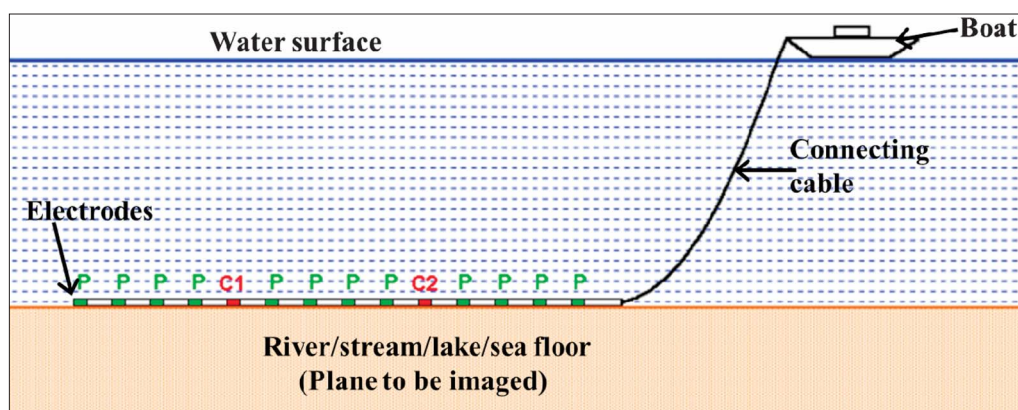 Water surface
Boat
Connecting
cable
Electrodes
P P P P C1 P P P P C2 P P P P
River/stream/lake/sea floor
(Plane to be imaged)